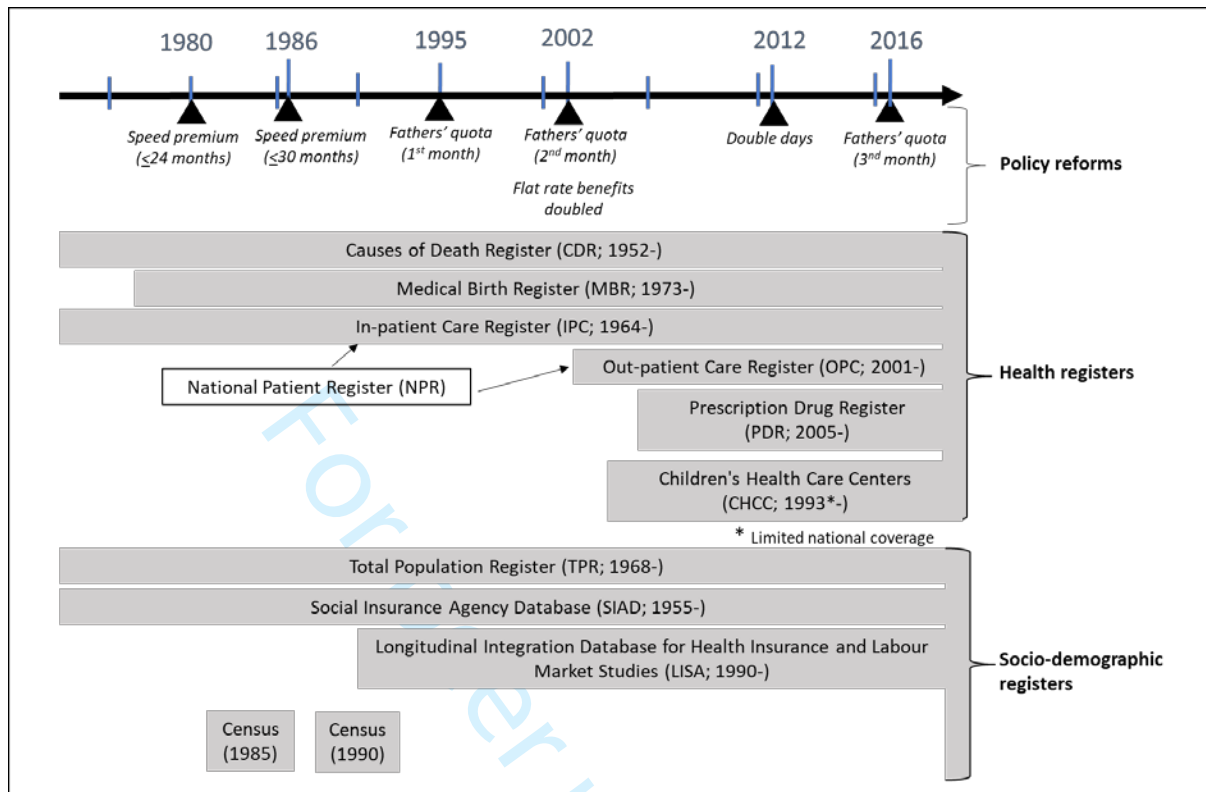 1980
1986
1995
2002
2012
2016
Speed premium
(≤24 months)
Speed premium
(≤30 months)
Fathers' quota
(1st month)
Fathers' quota
(2nd month)
Flat rate benefits
doubled
Double days
Fathers' quota
(3nd month)
Policy reforms
Causes of Death Register (CDR; 1952-)
Medical Birth Register (MBR; 1973-)
In-patient Care Register (IPC; 1964-)
National Patient Register (NPR)
Out-patient Care Register (OPC; 2001-)
Prescription Drug Register
(PDR; 2005-)
Children's Health Care Centers
(CHCC; 1993*-)
* Limited national coverage
Health registers
Total Population Register (TPR; 1968-)
Social Insurance Agency Database (SIAD; 1955-)
Longitudinal Integration Database for Health Insurance and Labour
Market Studies (LISA; 1990-)
Census
(1985)
Census
(1990)
Socio-demographic
registers
For